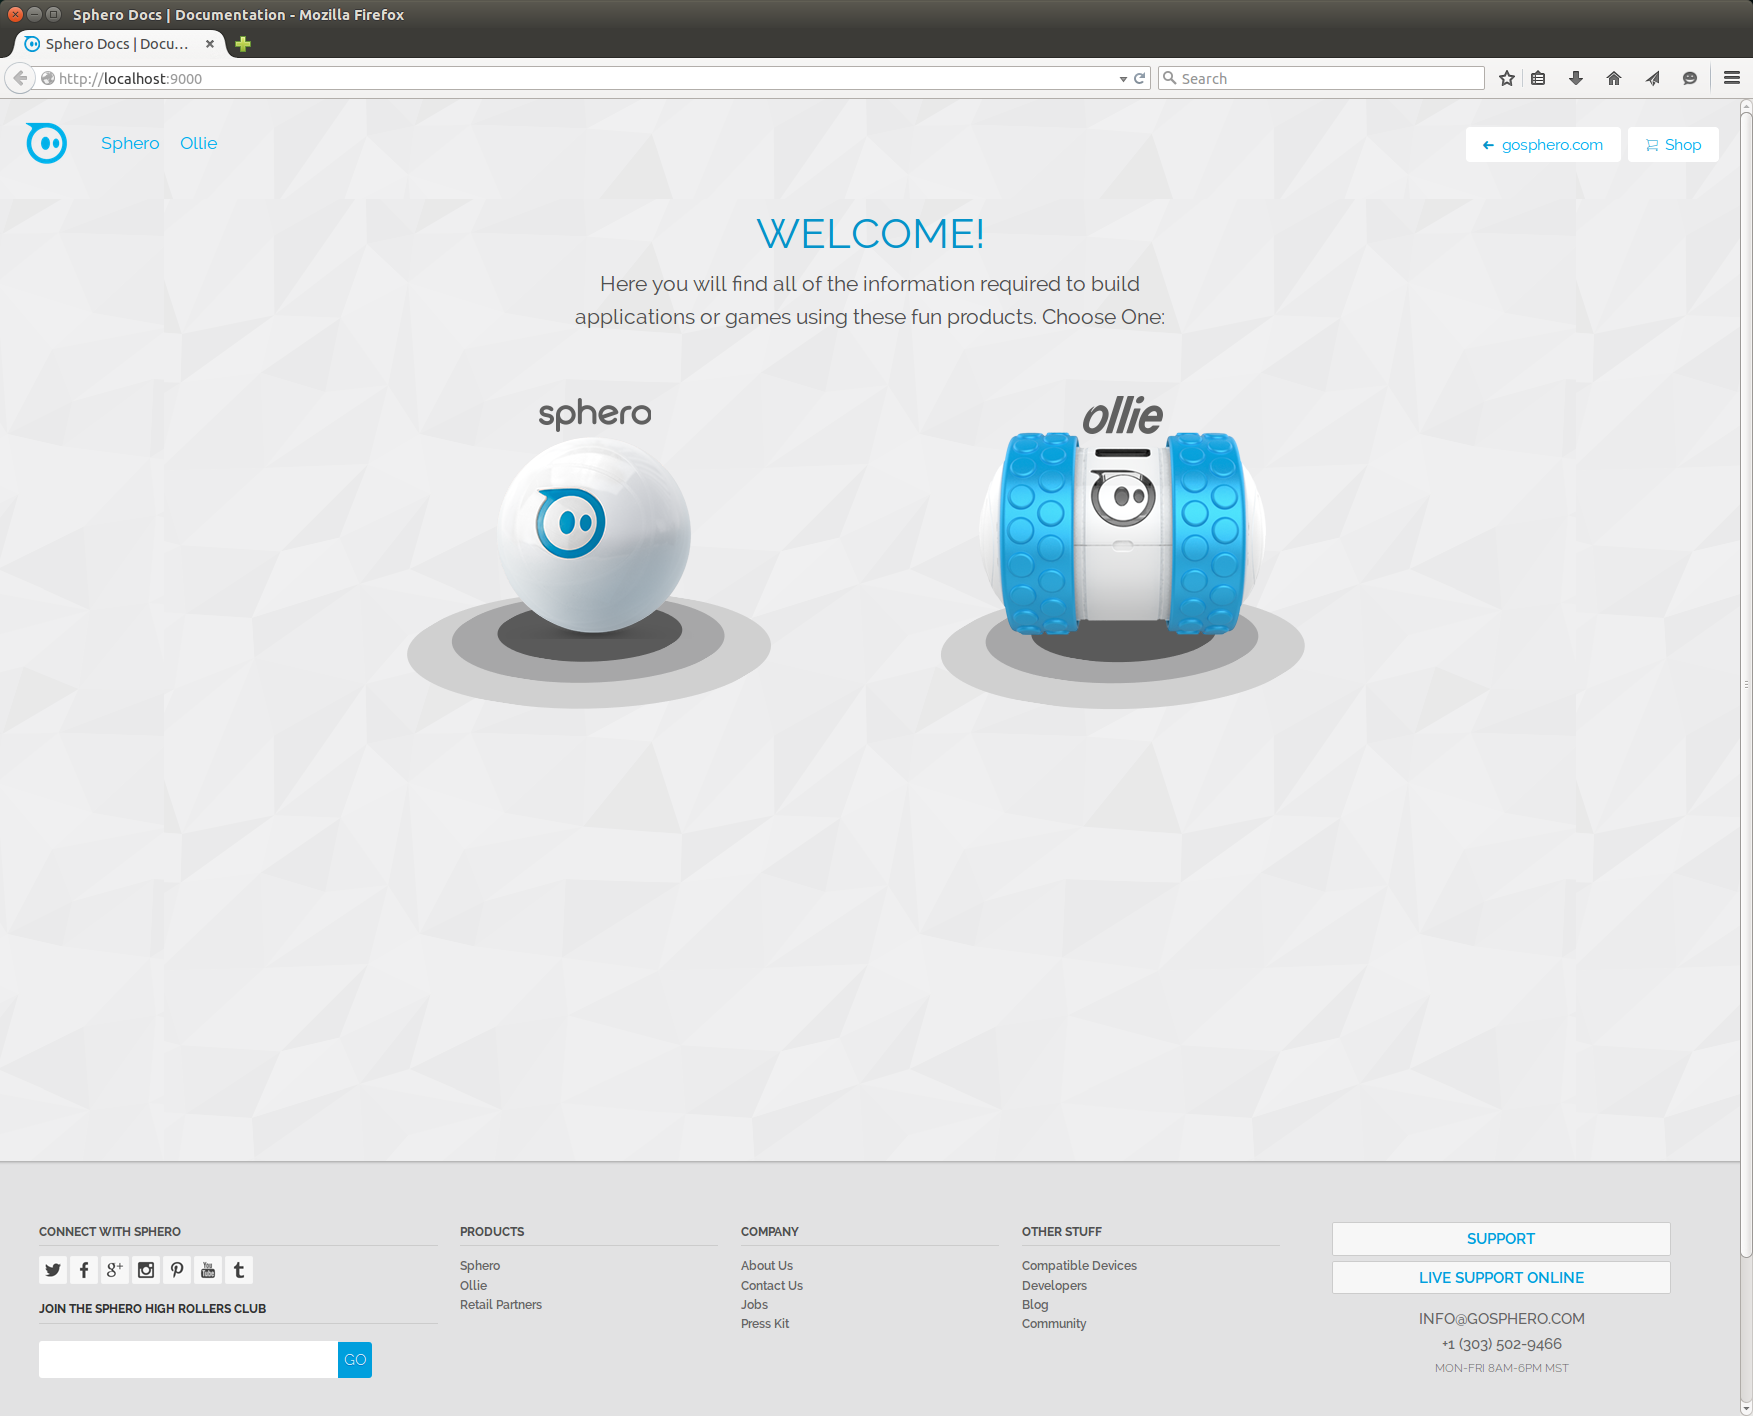 Sphero Docs | Documentation - Mozilla Firefox
Sphero Docs | Docu...
http://localhost:9000
Search
Sphero
Ollie
gosphero.com
Shop
WELCOME!
Here you will find all of the information required to build
applications or games using these fun products. Choose One:
sphero
ollie
CONNECT WITH SPHERO
g+
You
Tube
JOIN THE SPHERO HIGH ROLLERS CLUB
GO
PRODUCTS
Sphero
Ollie
Retail Partners
COMPANY
About Us
Contact Us
Jobs
Press Kit
OTHER STUFF
Compatible Devices
Developers
Blog
Community
SUPPORT
LIVE SUPPORT ONLINE
INFO@GOSPHERO.COM
+1 (303) 502-9466
MON-FRI 8AM-6PM MST